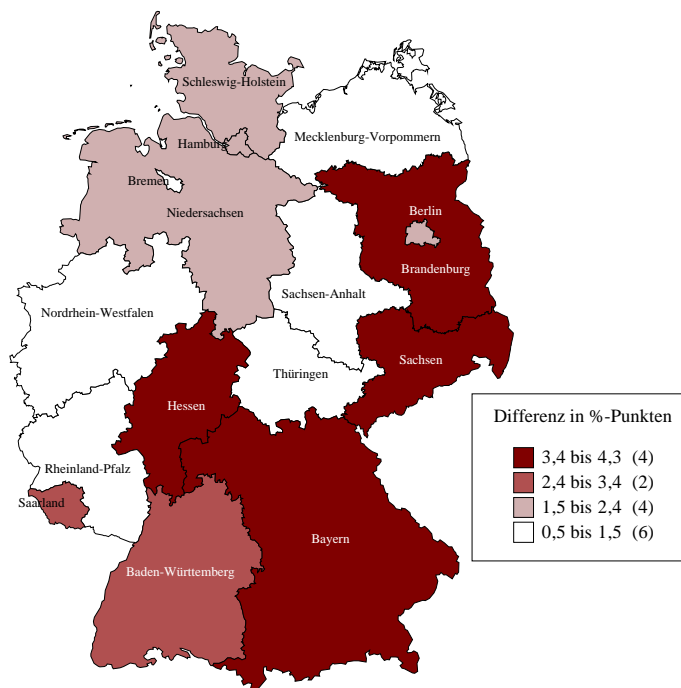 Schleswig-Holstein
Mecklenburg-Vorpommern
Hamburg
Bremen
Niedersachsen
Berlin
Brandenburg
Sachsen-Anhalt
Nordrhein-Westfalen
Sachsen
Thüringen
Hessen
Rheinland-Pfalz
Saarland
Bayern
Baden-Württemberg
Differenz in %-Punkten
3,4 bis 4,3 (4)
2,4 bis 3,4 (2)
1,5 bis 2,4 (4)
0,5 bis 1,5 (6)